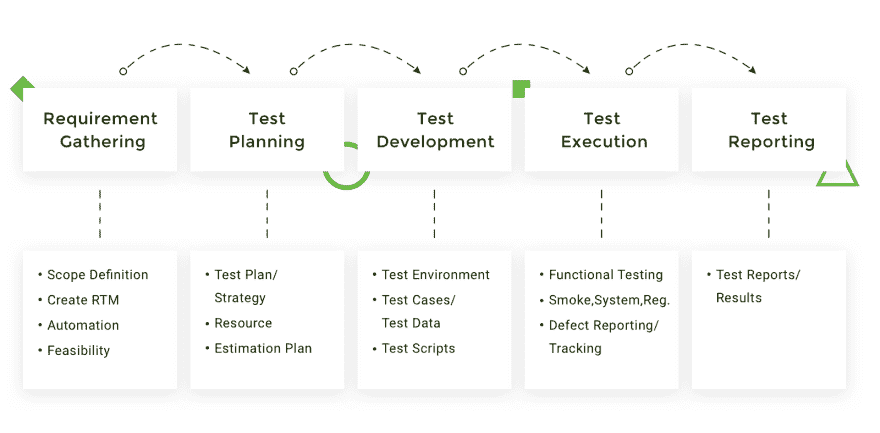 Requirement
Gathering
Test
Planning
Test
Development
Test
Execution
Test
Reporting
• Scope Definition
• Create RTM
• Automation
• Feasibility
• Test Plan/
Strategy
• Resource
• Estimation Plan
• Test Environment
• Test Cases/
Test Data
• Test Scripts
• Functional Testing
• Smoke,System,Reg.
• Defect Reporting/
Tracking
• Test Reports/
Results